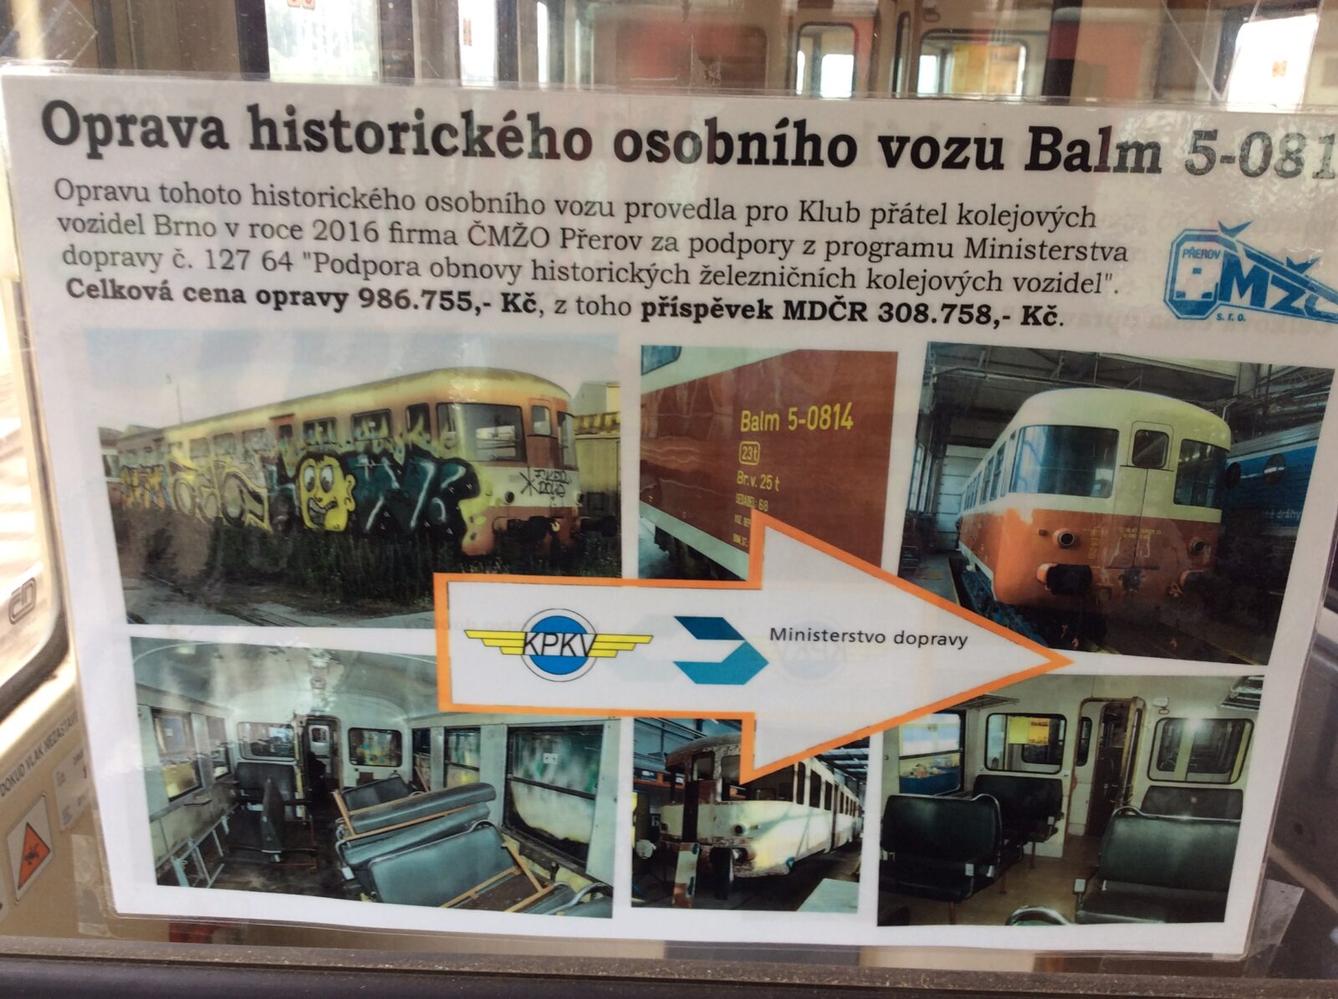 Oprava historického osobního vozu Balm 5-081
Opravu tohoto historického osobního vozu provedla pro Klub přátel kolejových
vozidel Brno v roce 2016 firma ČMŽO Přerov za podpory z programu Ministerstva
dopravy č. 127 64 "Podpora obnovy historických železničních kolejových vozidel".
Celková cena opravy 986.755,- Kč, z toho příspěvek MDČR 308.758,- Kč.
PŘEROV
ČMŽO
s.r.o.
Balm 5-0814
23t
Br.v. 25 t
KPKV
Ministerstvo dopravy
DOKUD VLAK NEZASTAVÍ